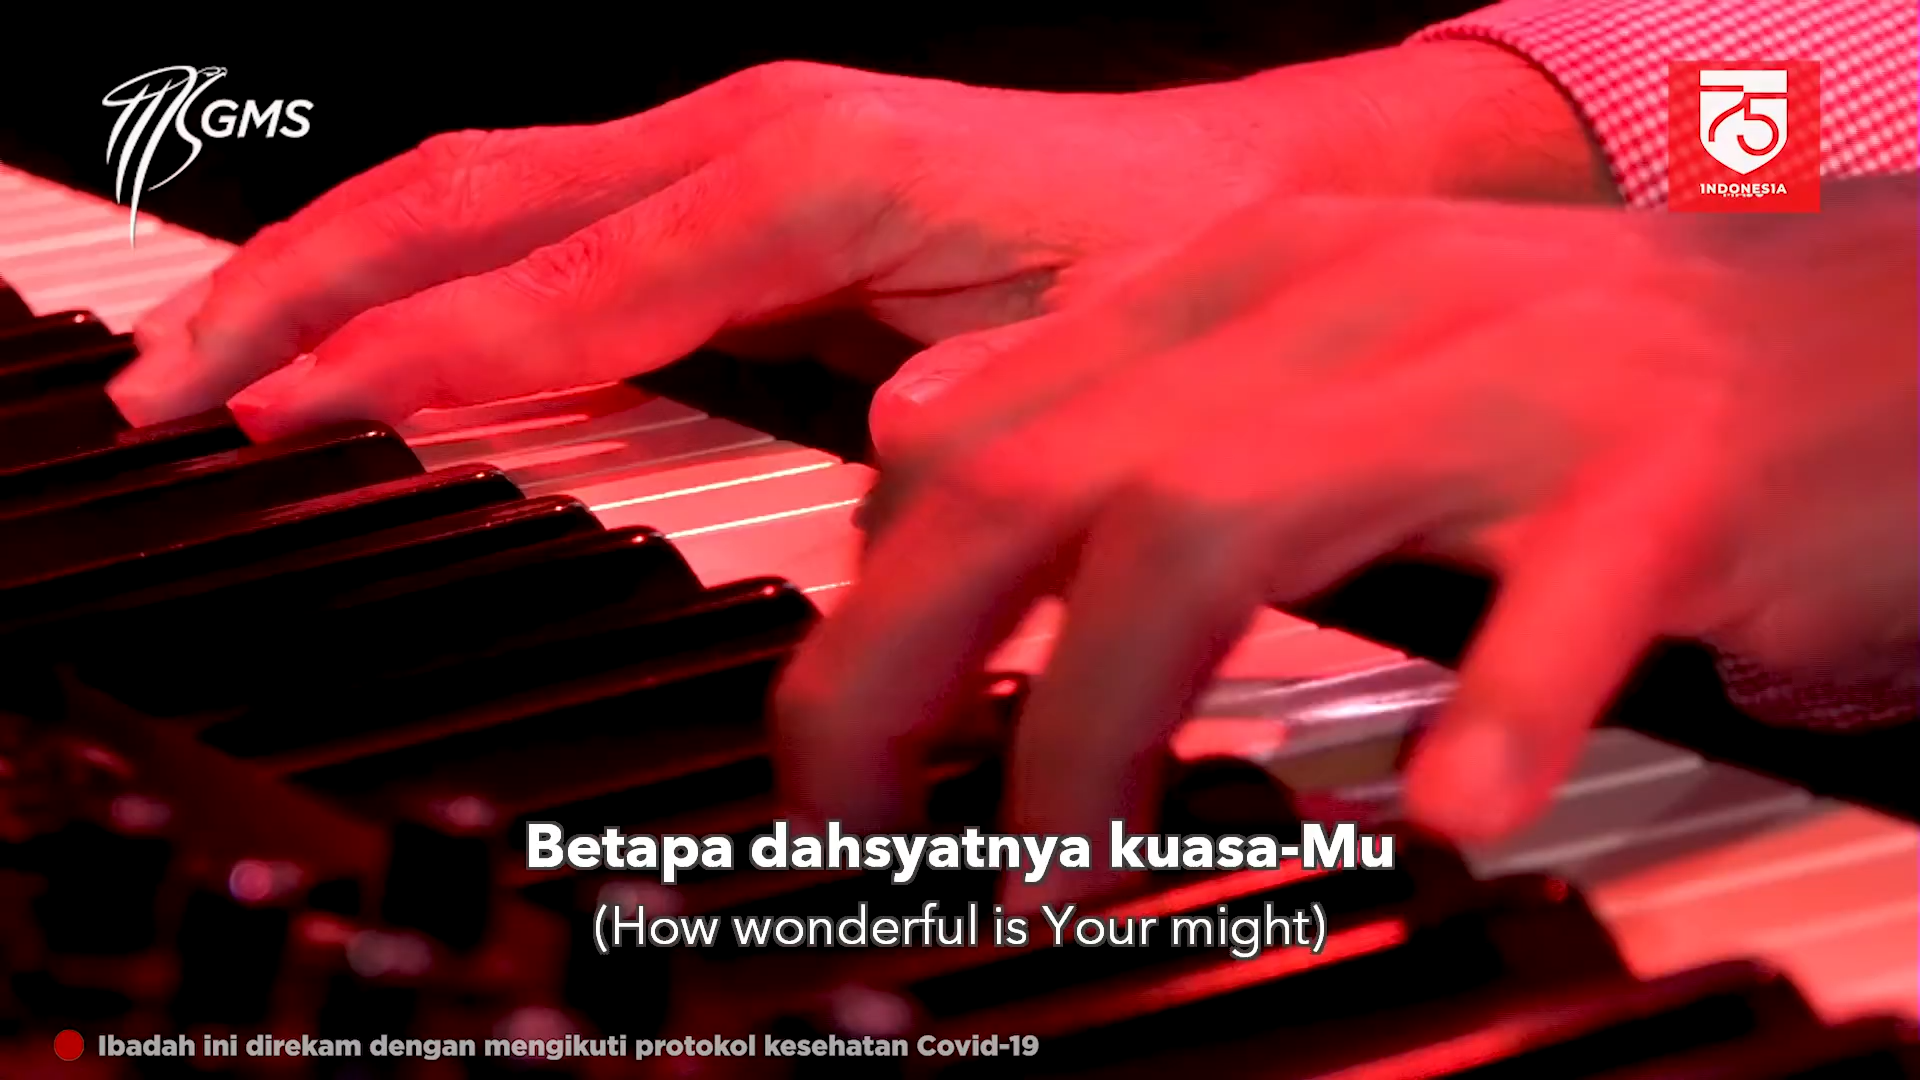 GMS
75
INDONESIA
Betapa dahsyatnya kuasa-Mu
(How wonderful is Your might)
Ibadah ini direkam dengan mengikuti protokol kesehatan Covid-19